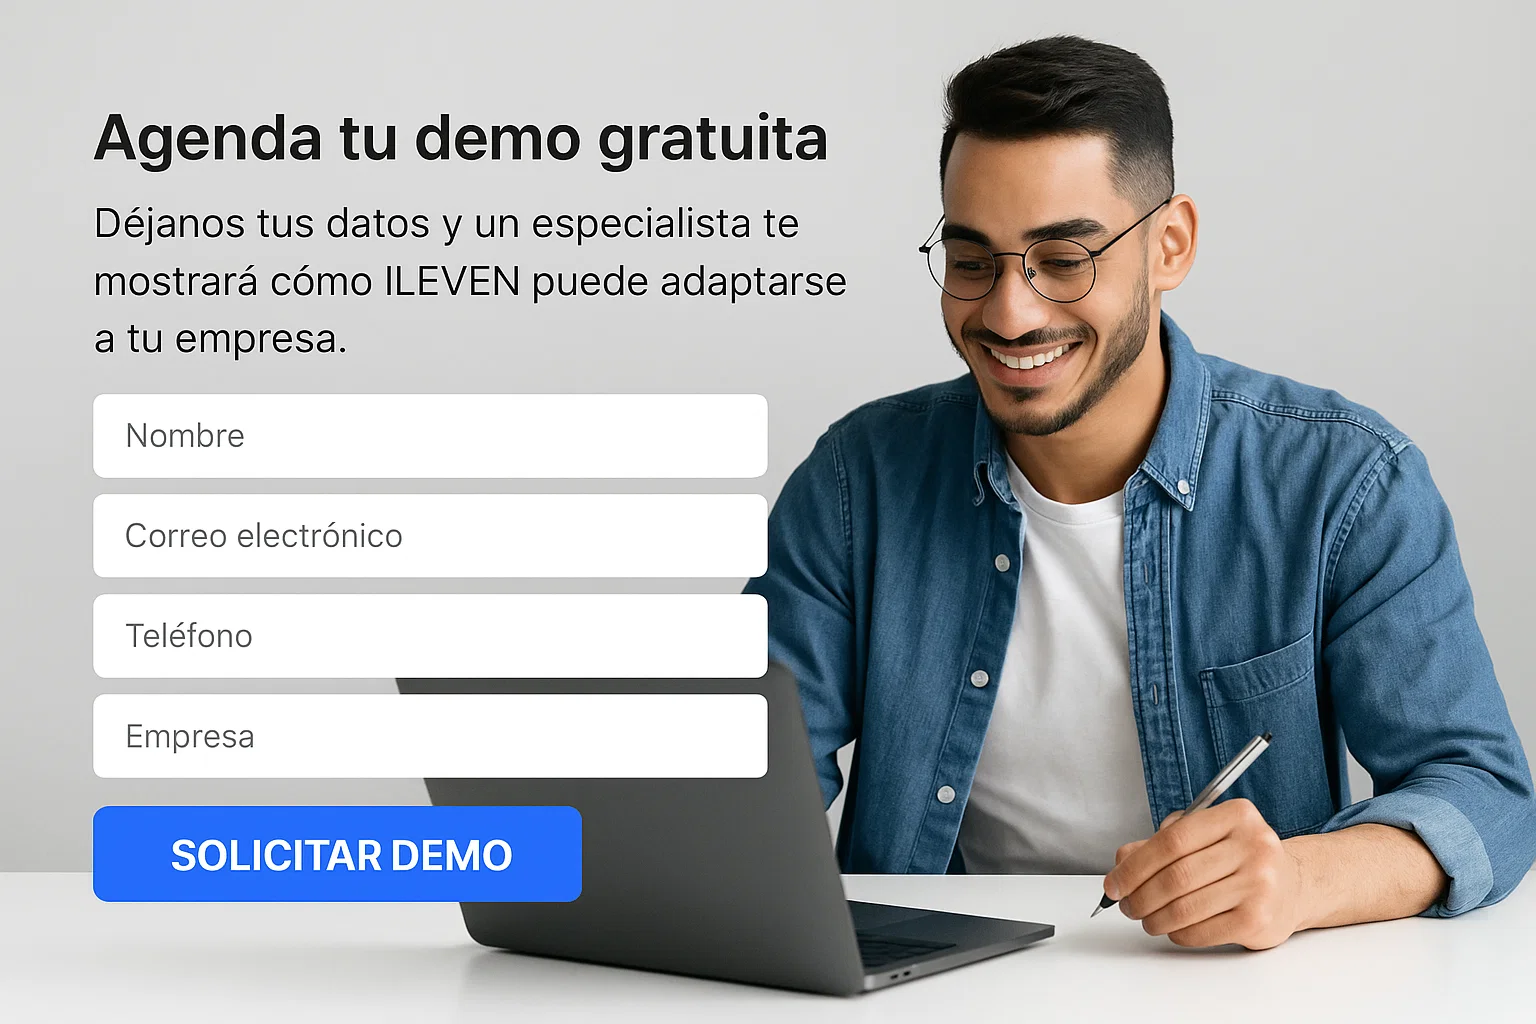 Agenda tu demo gratuita
Déjanos tus datos y un especialista te
mostrará cómo ILEVEN puede adaptarse
a tu empresa.
Nombre
Correo electrónico
Teléfono
Empresa
SOLICITAR DEMO